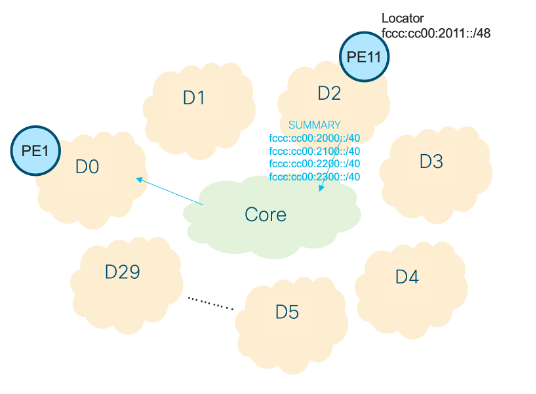 Locator
fccc:cc00:2011::/48
PE11
D1
D2
SUMMARY
fccc:cc00:2000::/40
fccc:cc00:2100::/40
fccc:cc00:2200::/40
fccc:cc00:2300::/40
PE1
D0
D3
Core
D29
D4
D5